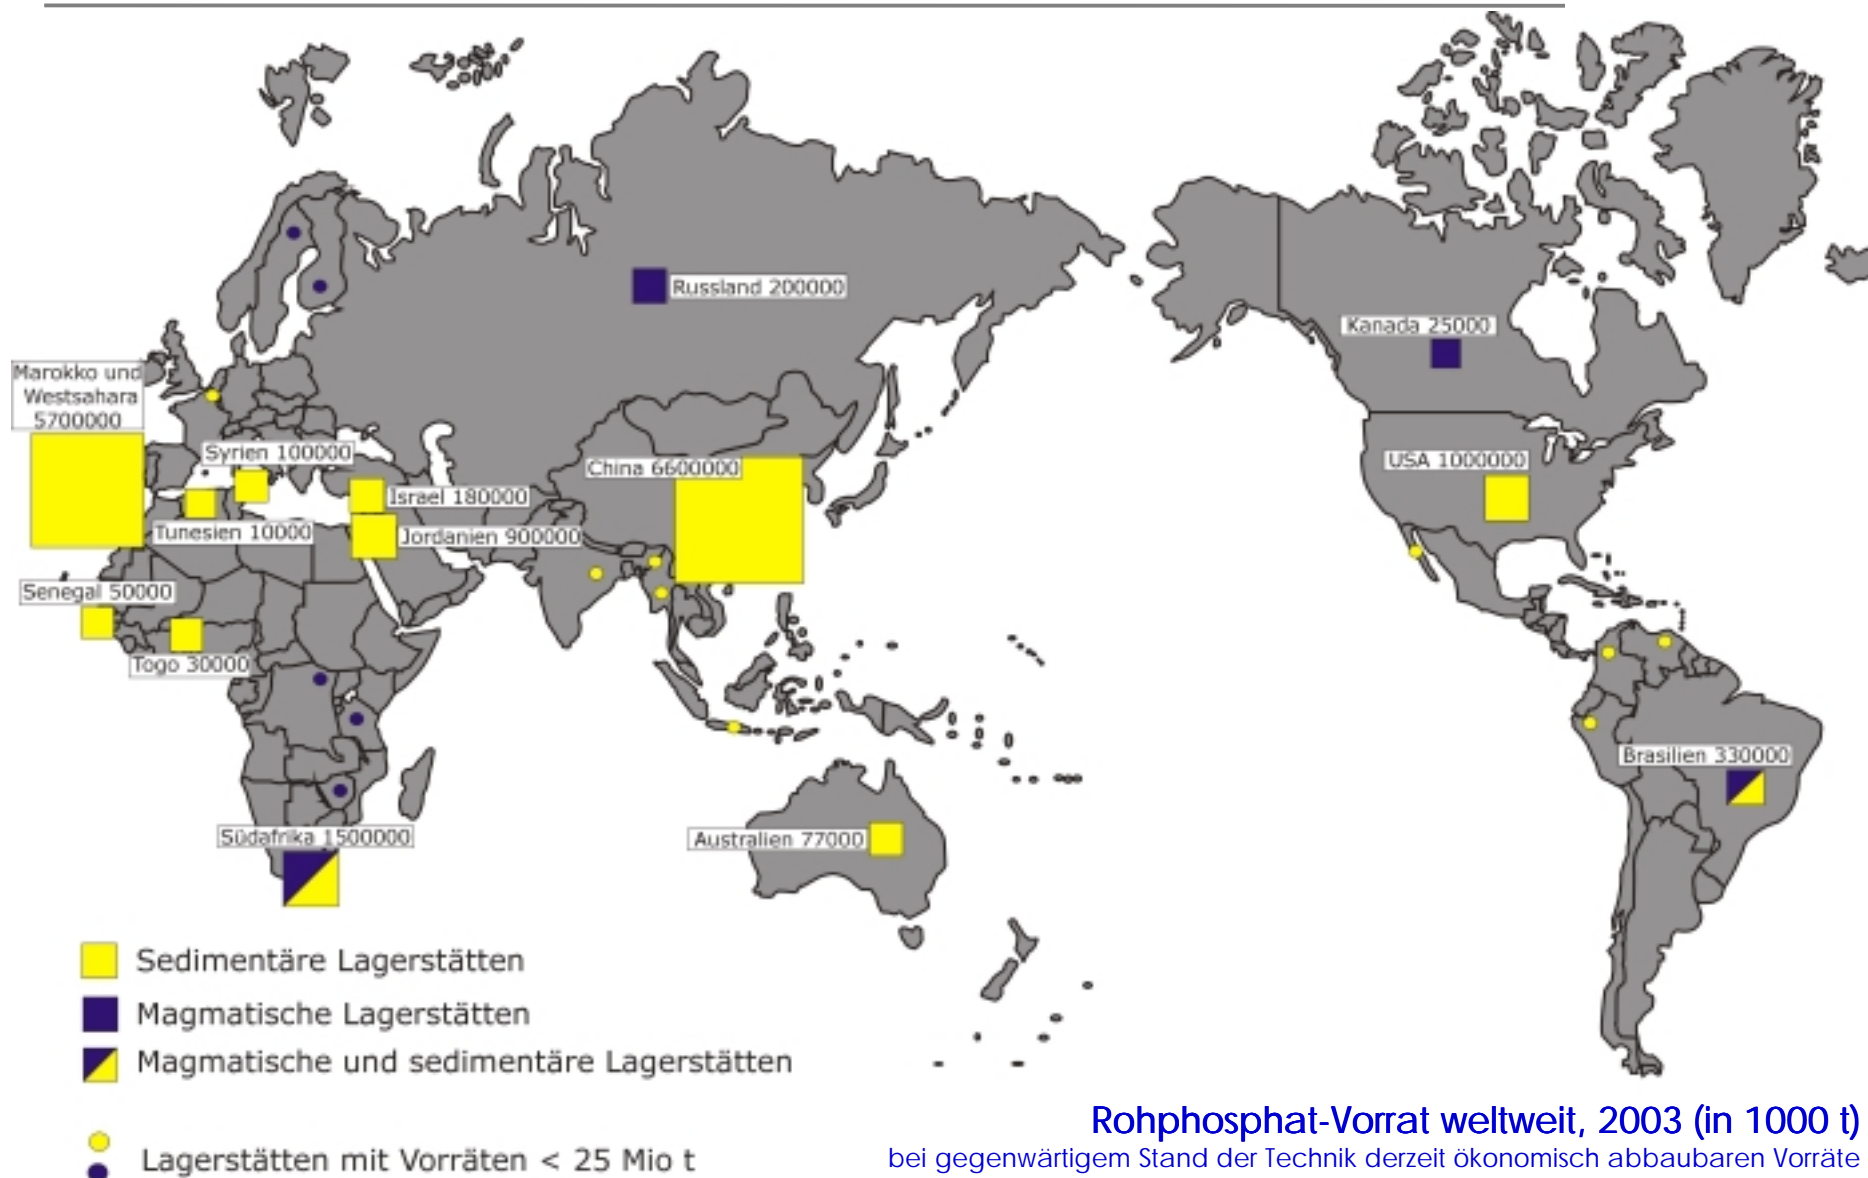 Russland 200000
Kanada 25000
Marokko und
Westsahara
5700000
Syrien 100000
China 6600000
USA 1000000
Israel 180000
Tunesien 10000
Jordanien 900000
Senegal 50000
Togo 30000
Brasilien 330000
Südafrika 1500000
Australien 77000
Sedimentäre Lagerstätten
Magmatische Lagerstätten
Magmatische und sedimentäre Lagerstätten
Lagerstätten mit Vorräten < 25 Mio t
Rohphosphat-Vorrat weltweit, 2003 (in 1000 t)
bei gegenwärtigem Stand der Technik derzeit ökonomisch abbaubaren Vorräte